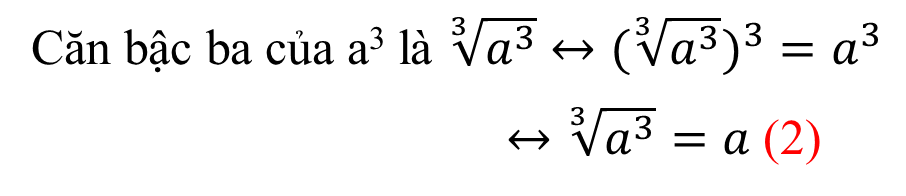 Căn bậc ba của a³ là ∛a³ ↔ (∛a³)³ = a³
↔ ∛a³ = a (2)